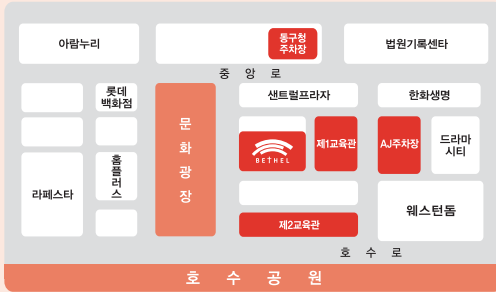 아람누리
동구청
주차장
법원기록센타
중 앙 로
롯데
백화점
샌트럴프라자
한화생명
문
화
광
장
BETHEL
제1교육관
AJ주차장
드라마
시티
홈
플
러
스
라페스타
웨스턴돔
제2교육관
호 수 로
호 수 공 원